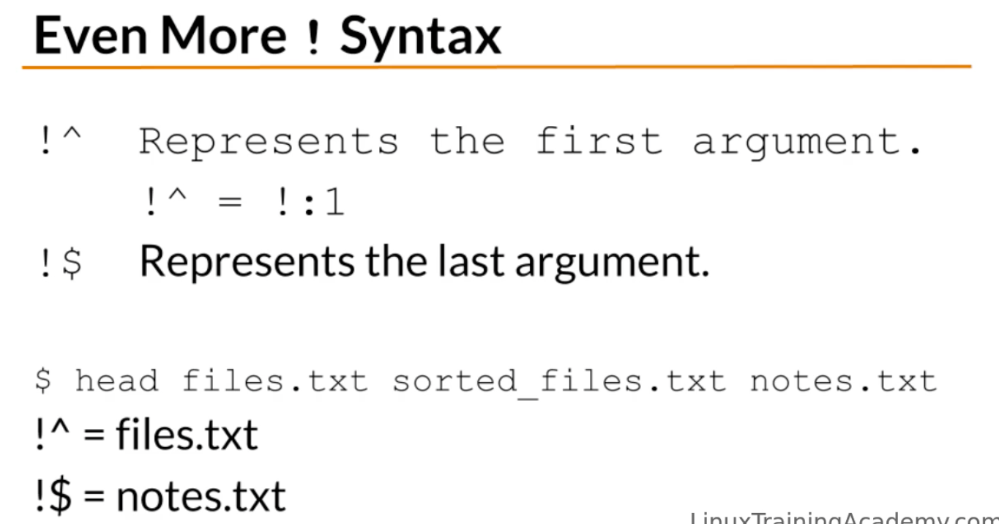 Even More ! Syntax
!^ Represents the first argument.
!^ = !:1
!$ Represents the last argument.
$ head files.txt sorted_files.txt notes.txt
!^ = files.txt
!$ = notes.txt
LinuxTrainingAcademy.com